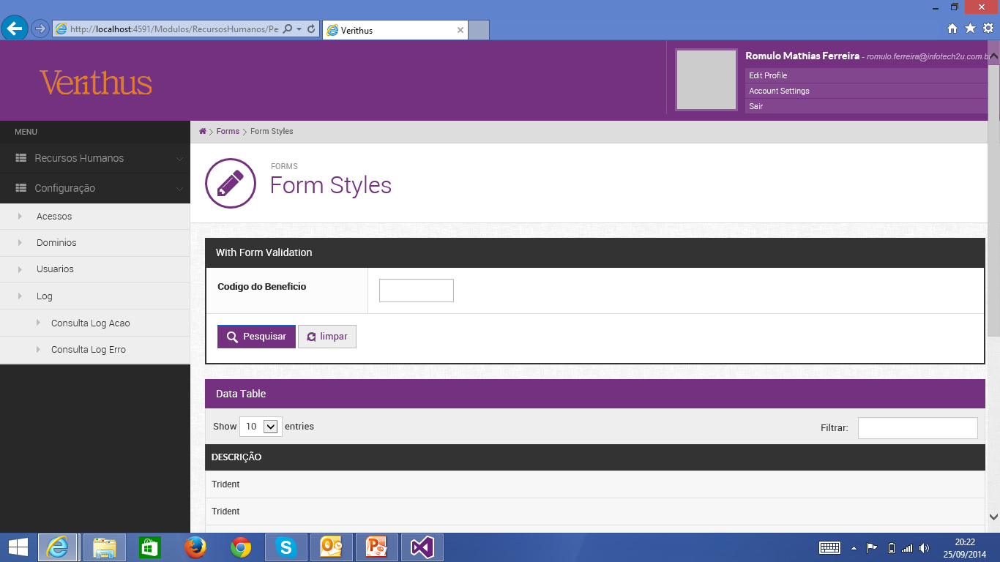 http://localhost:4591/Modulos/RecursosHumanos/Pe
Verithus
Verithus
Romulo Mathias Ferreira - romulo.ferreira@infotech2u.com.br
Edit Profile
Account Settings
Sair
MENU
Recursos Humanos
Configuração
Acessos
Dominios
Usuarios
Log
Consulta Log Acao
Consulta Log Erro
Forms
Form Styles
FORMS
Form Styles
With Form Validation
Codigo do Beneficio
Pesquisar
limpar
Data Table
Show 10 entries
Filtrar:
DESCRIÇÃO
Trident
Trident
20:22
25/09/2014